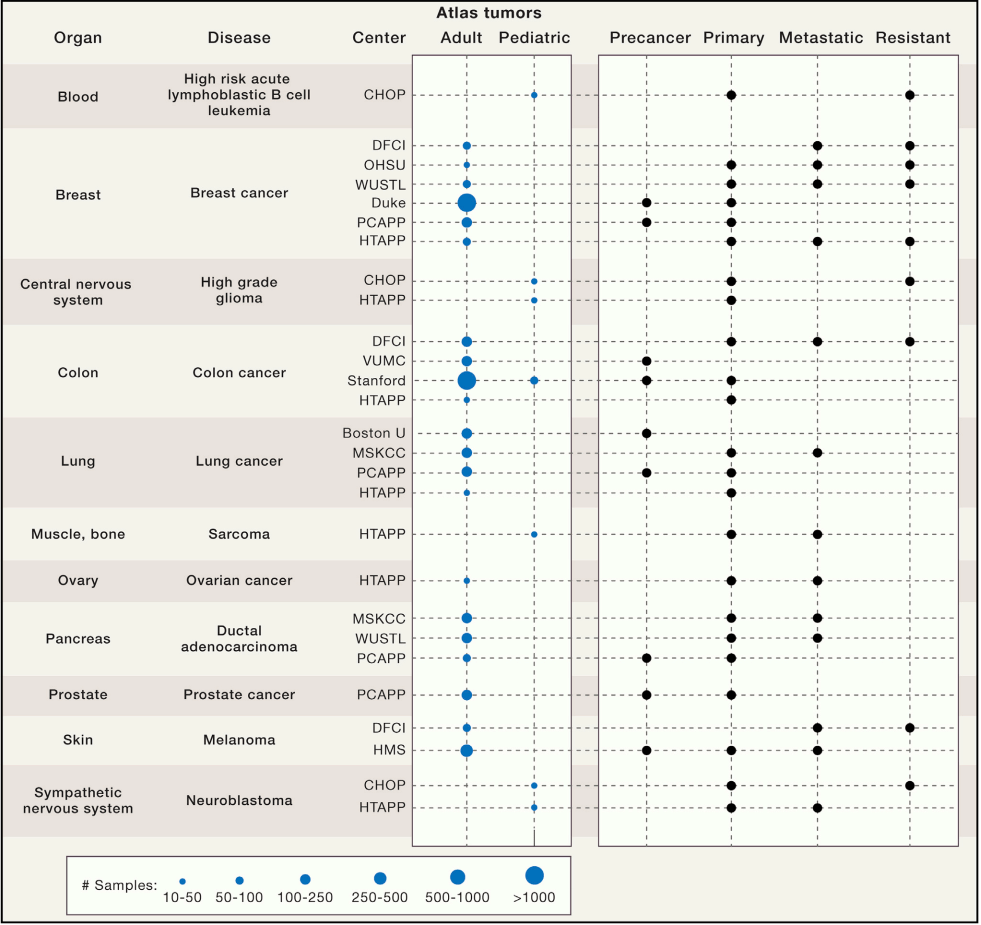 Atlas tumors
Organ Disease Center Adult Pediatric Precancer Primary Metastatic Resistant
Blood
High risk acute
lymphoblastic B cell
leukemia
CHOP
Breast
Breast cancer
DFCI
OHSU
WUSTL
Duke
PCAPP
HTAPP
Central nervous
system
High grade
glioma
CHOP
HTAPP
Colon
Colon cancer
DFCI
VUMC
Stanford
HTAPP
Lung
Lung cancer
Boston U
MSKCC
PCAPP
HTAPP
Muscle, bone
Sarcoma
HTAPP
Ovary
Ovarian cancer
HTAPP
Pancreas
Ductal
adenocarcinoma
MSKCC
WUSTL
PCAPP
Prostate
Prostate cancer
PCAPP
Skin
Melanoma
DFCI
HMS
Sympathetic
nervous system
Neuroblastoma
CHOP
HTAPP
# Samples:
10-50 50-100 100-250 250-500 500-1000 >1000